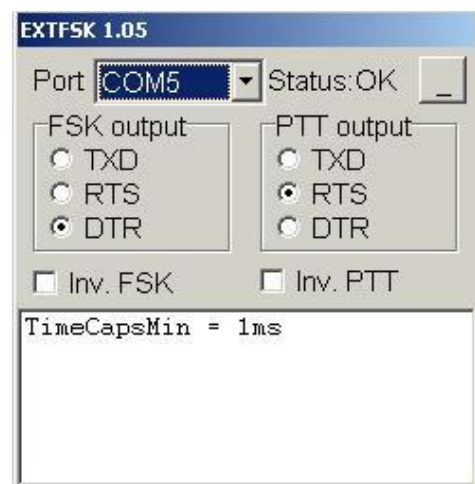 EXTFSK 1.05
Port COM5 Status:OK _
FSK output PTT output
TXD TXD
RTS RTS
DTR DTR
Inv. FSK Inv. PTT
TimeCapsMin = 1ms